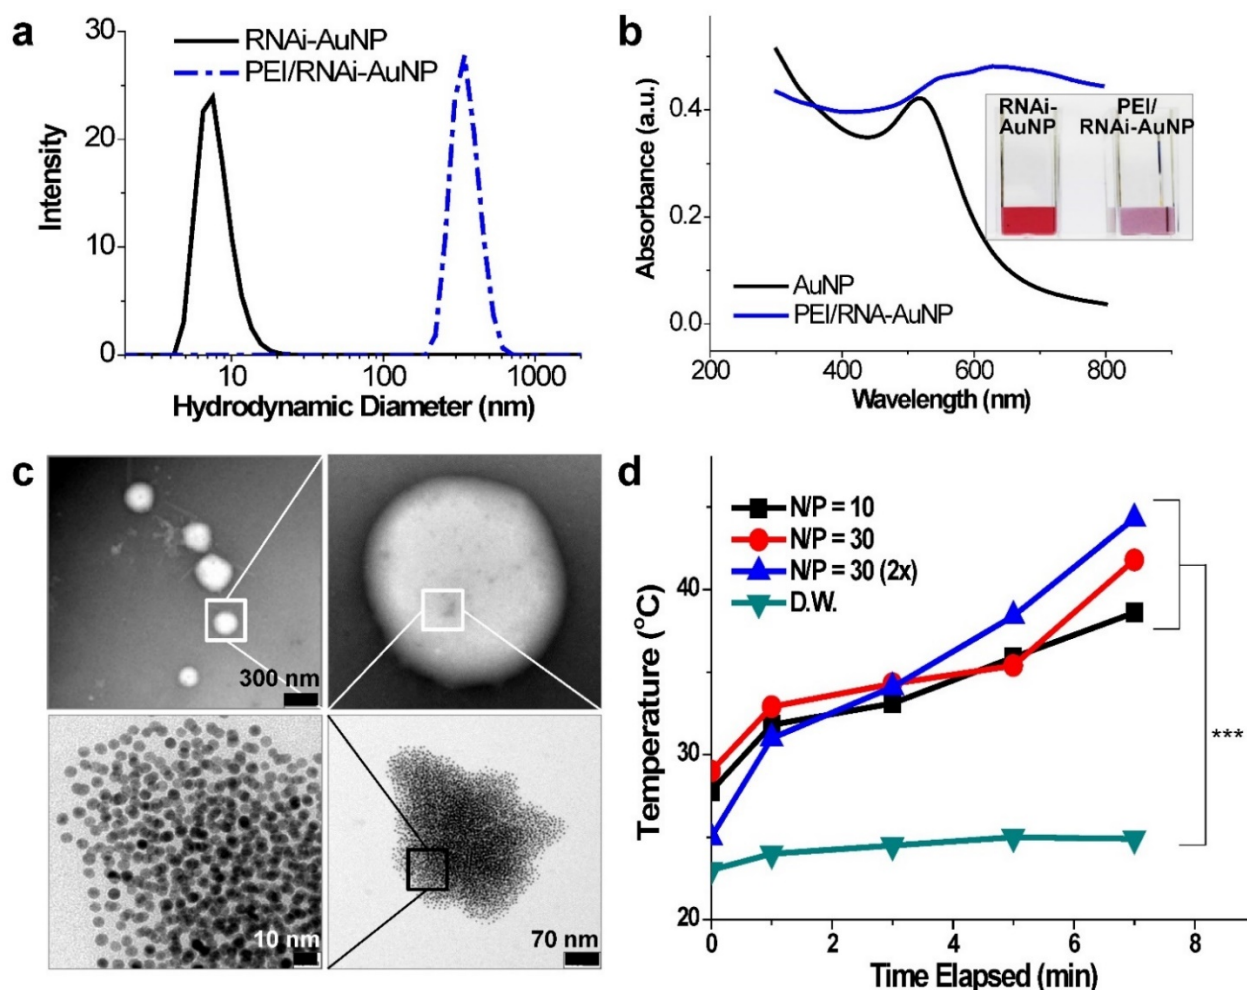 a
30
20
10
0
Intensity
RNAi-AuNP
PEI/RNAi-AuNP
10
100
1000
Hydrodynamic Diameter (nm)
b
0.4
0.2
0.0
Absorbance (a.u.)
RNAi-
AuNP
PEI/
RNAi-AuNP
AuNP
PEI/RNA-AuNP
200
400
600
800
Wavelength (nm)
c
300 nm
10 nm
70 nm
d
N/P = 10
N/P = 30
N/P = 30 (2x)
D.W.
40
30
20
Temperature (°C)
***
0
2
4
6
8
Time Elapsed (min)